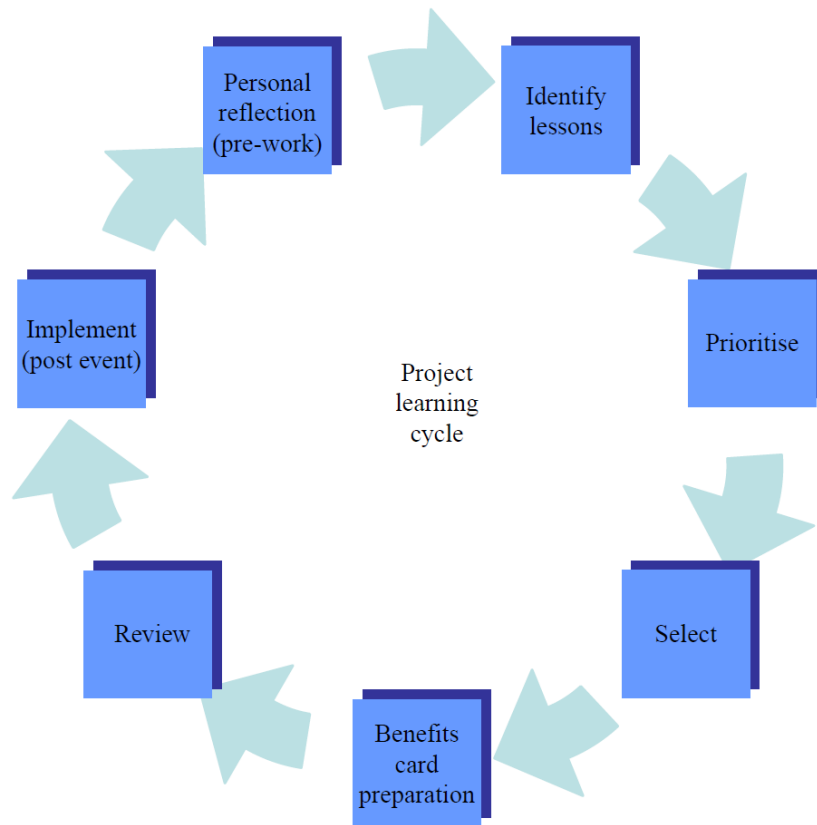 Personal
reflection
(pre-work)
Identify
lessons
Prioritise
Select
Benefits
card
preparation
Review
Implement
(post event)
Project
learning
cycle